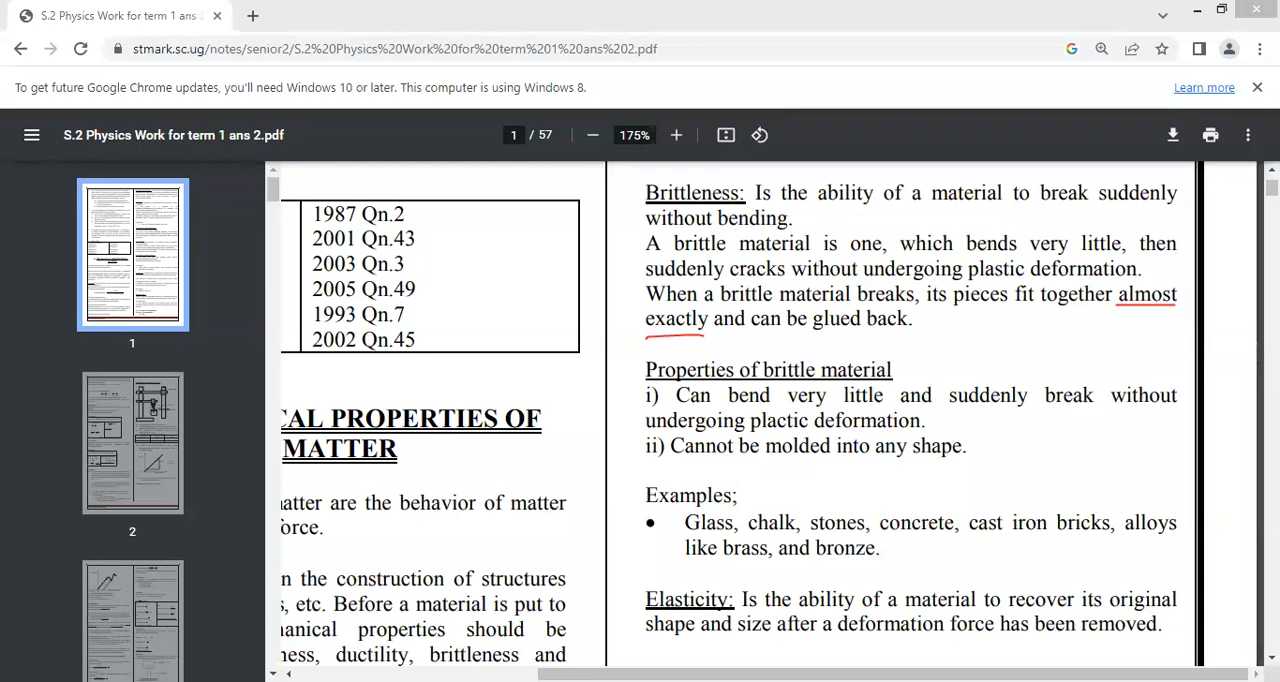 S.2 Physics Work for term 1 ans 2
stmark.sc.ug/notes/senior2/S.2%20Physics%20Work%20for%20term%201%20ans%202.pdf
To get future Google Chrome updates, you'll need Windows 10 or later. This computer is using Windows 8.
Learn more
S.2 Physics Work for term 1 ans 2.pdf
1 / 57
175%
1
2
1987 Qn.2
2001 Qn.43
2003 Qn.3
2005 Qn.49
1993 Qn.7
2002 Qn.45
CAL PROPERTIES OF
MATTER
matter are the behavior of matter
force.
in the construction of structures
s, etc. Before a material is put to
hanical properties should be
ness, ductility, brittleness and
Brittleness: Is the ability of a material to break suddenly
without bending.
A brittle material is one, which bends very little, then
suddenly cracks without undergoing plastic deformation.
When a brittle material breaks, its pieces fit together almost
exactly and can be glued back.
Properties of brittle material
i) Can bend very little and suddenly break without
undergoing plactic deformation.
ii) Cannot be molded into any shape.
Examples;
• Glass, chalk, stones, concrete, cast iron bricks, alloys
like brass, and bronze.
Elasticity: Is the ability of a material to recover its original
shape and size after a deformation force has been removed.